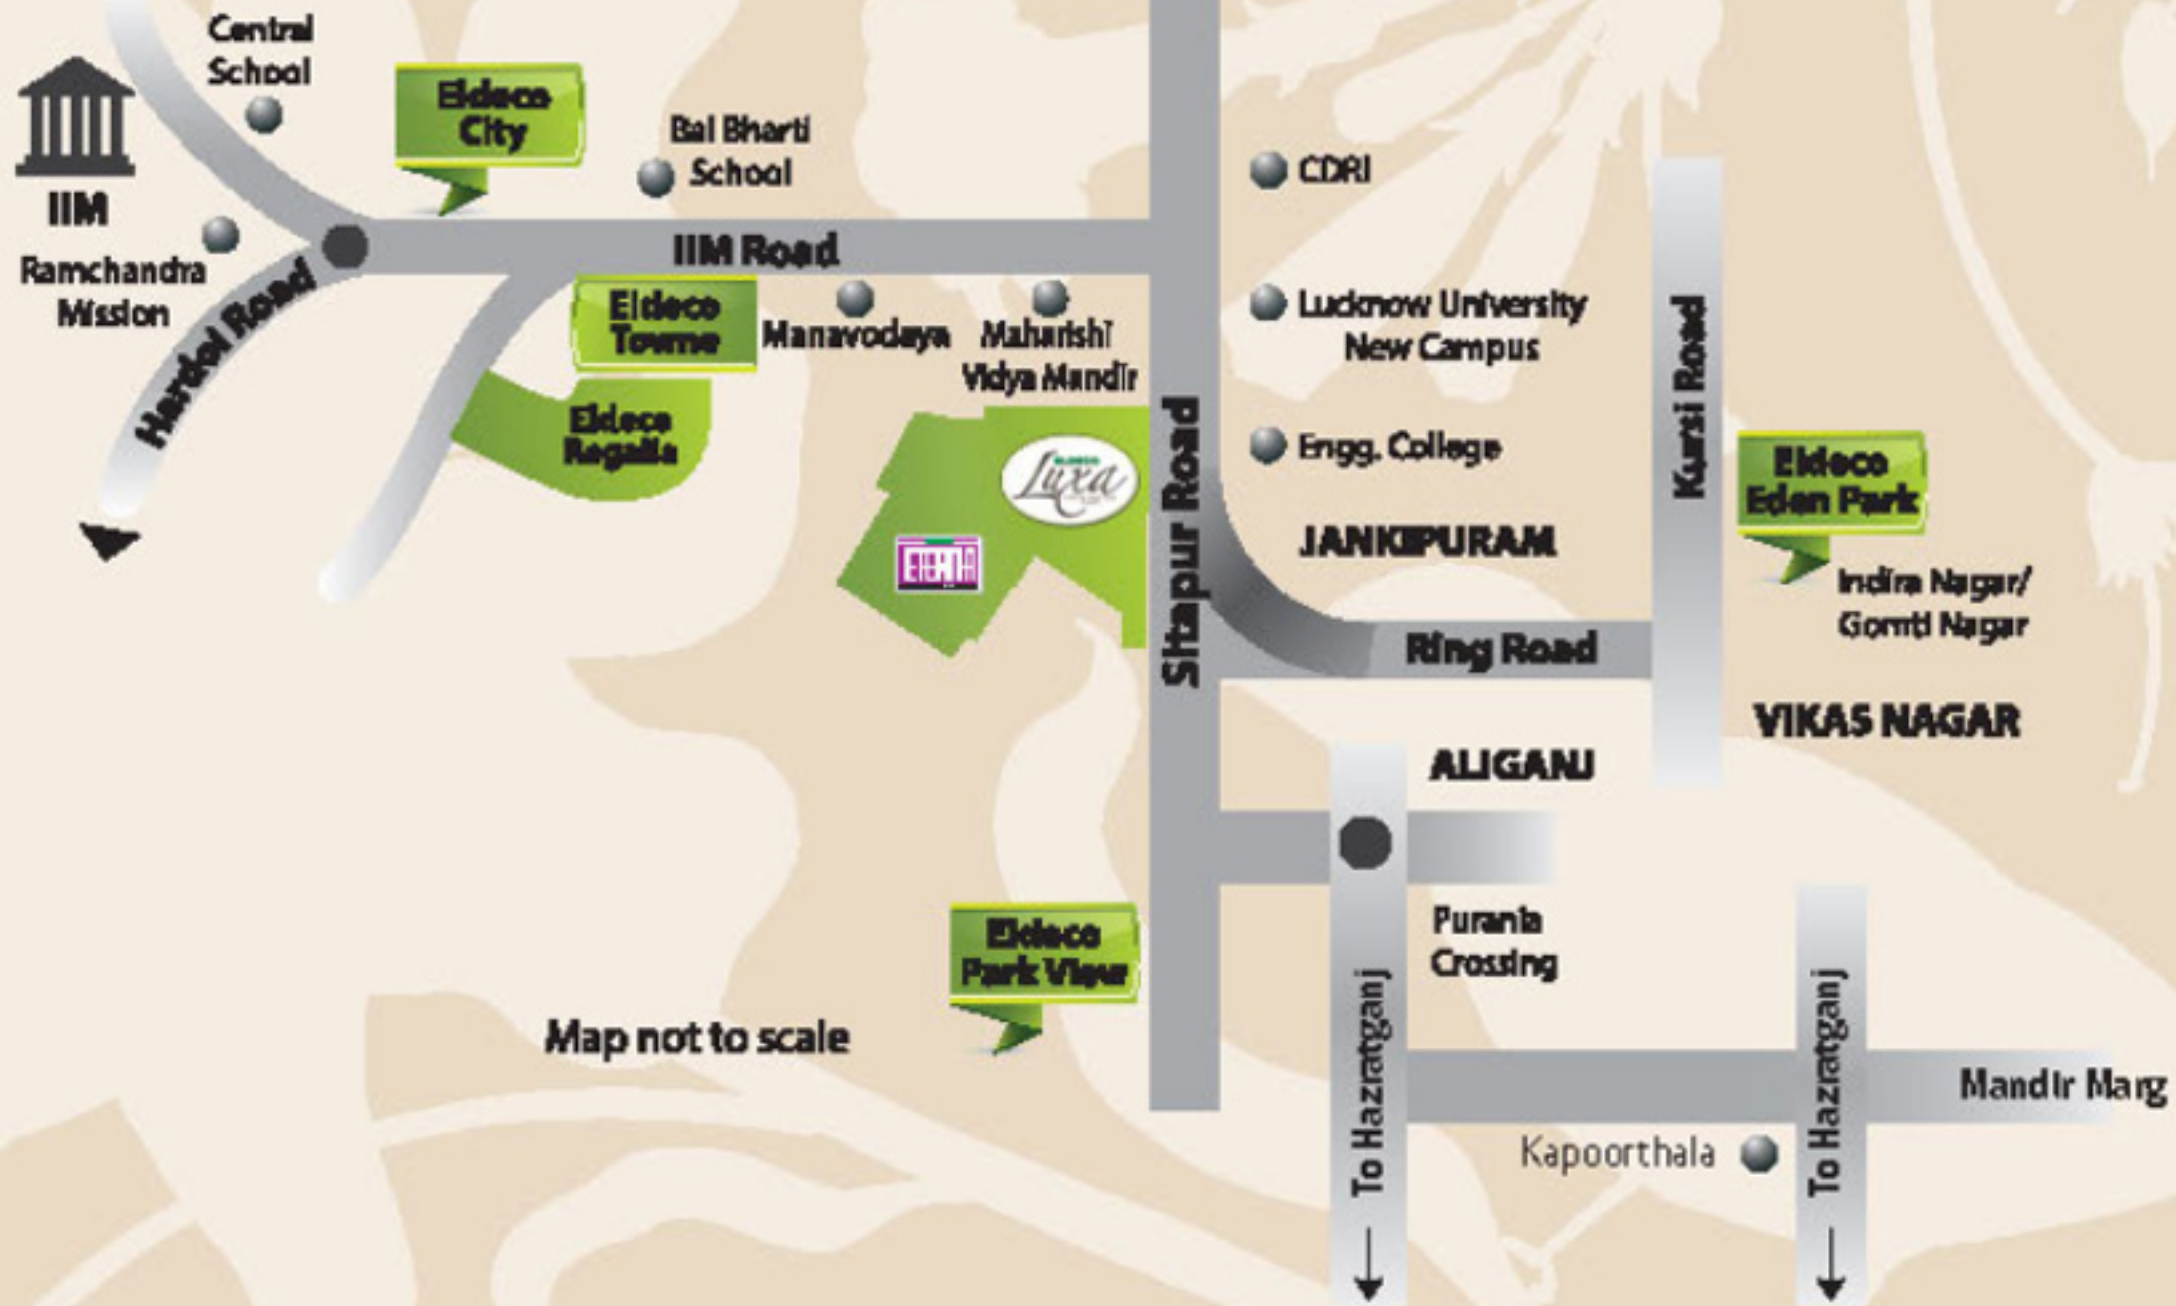 Central
School
Eldeco
City
Bal Bharti
School
CDRI
IIM
Ramchandra
Mission
IIM Road
Hardoi Road
Eldeco
Towne
Manavodaya
Maharishi
Vidya Mandir
Lucknow University
New Campus
Kursi Road
Eldeco
Regalia
Sitapur Road
Engg. College
ELDECO
Luxa
Eldeco
Eden Park
ETERNIA
JANKIPURAM
Indira Nagar/
Gomti Nagar
Ring Road
VIKAS NAGAR
ALIGANJ
Purania
Crossing
Eldeco
Park View
Map not to scale
To Hazratganj
To Hazratganj
Mandir Marg
Kapoorthala